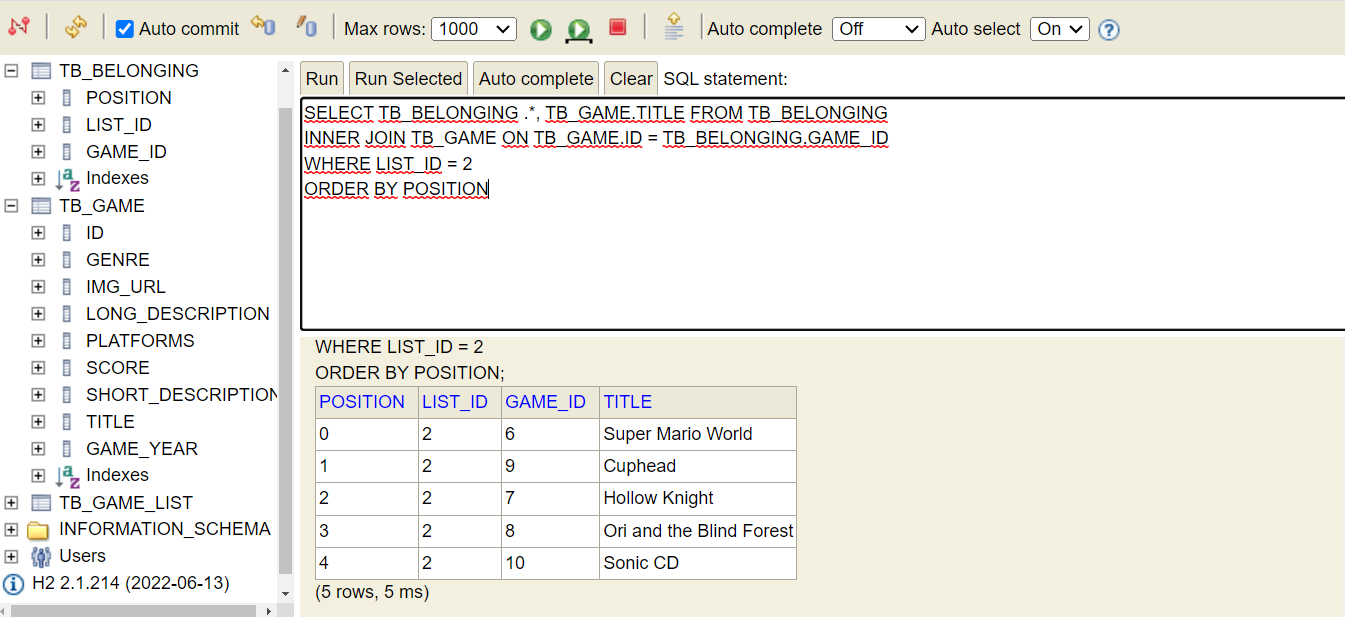 Auto commit Max rows: 1000 Auto complete Off Auto select On
TB_BELONGING
POSITION
LIST_ID
GAME_ID
Indexes
TB_GAME
ID
GENRE
IMG_URL
LONG_DESCRIPTION
PLATFORMS
SCORE
SHORT_DESCRIPTION
TITLE
GAME_YEAR
Indexes
TB_GAME_LIST
INFORMATION_SCHEMA
Users
H2 2.1.214 (2022-06-13)
Run Run Selected Auto complete Clear SQL statement:
SELECT TB_BELONGING .*, TB_GAME.TITLE FROM TB_BELONGING
INNER JOIN TB_GAME ON TB_GAME.ID = TB_BELONGING.GAME_ID
WHERE LIST_ID = 2
ORDER BY POSITION
WHERE LIST_ID = 2
ORDER BY POSITION;
POSITION LIST_ID GAME_ID TITLE
0 2 6 Super Mario World
1 2 9 Cuphead
2 2 7 Hollow Knight
3 2 8 Ori and the Blind Forest
4 2 10 Sonic CD
(5 rows, 5 ms)